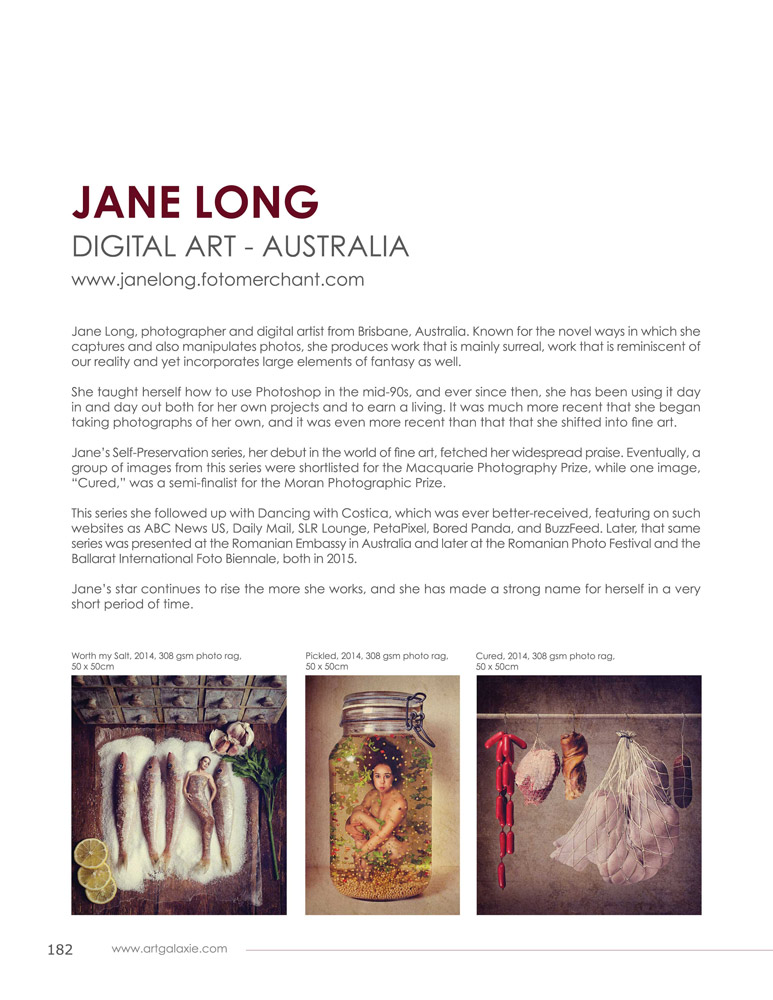 JANE LONG
DIGITAL ART - AUSTRALIA
www.janelong.fotomerchant.com
Jane Long, photographer and digital artist from Brisbane, Australia. Known for the novel ways in which she
captures and also manipulates photos, she produces work that is mainly surreal, work that is reminiscent of
our reality and yet incorporates large elements of fantasy as well.
She taught herself how to use Photoshop in the mid-90s, and ever since then, she has been using it day
in and day out both for her own projects and to earn a living. It was much more recent that she began
taking photographs of her own, and it was even more recent than that that she shifted into fine art.
Jane’s Self-Preservation series, her debut in the world of fine art, fetched her widespread praise. Eventually, a
group of images from this series were shortlisted for the Macquarie Photography Prize, while one image,
“Cured,” was a semi-finalist for the Moran Photographic Prize.
This series she followed up with Dancing with Costica, which was ever better-received, featuring on such
websites as ABC News US, Daily Mail, SLR Lounge, PetaPixel, Bored Panda, and BuzzFeed. Later, that same
series was presented at the Romanian Embassy in Australia and later at the Romanian Photo Festival and the
Ballarat International Foto Biennale, both in 2015.
Jane’s star continues to rise the more she works, and she has made a strong name for herself in a very
short period of time.
Worth my Salt, 2014, 308 gsm photo rag,
50 x 50cm
Pickled, 2014, 308 gsm photo rag,
50 x 50cm
Cured, 2014, 308 gsm photo rag,
50 x 50cm
182
www.artgalaxie.com